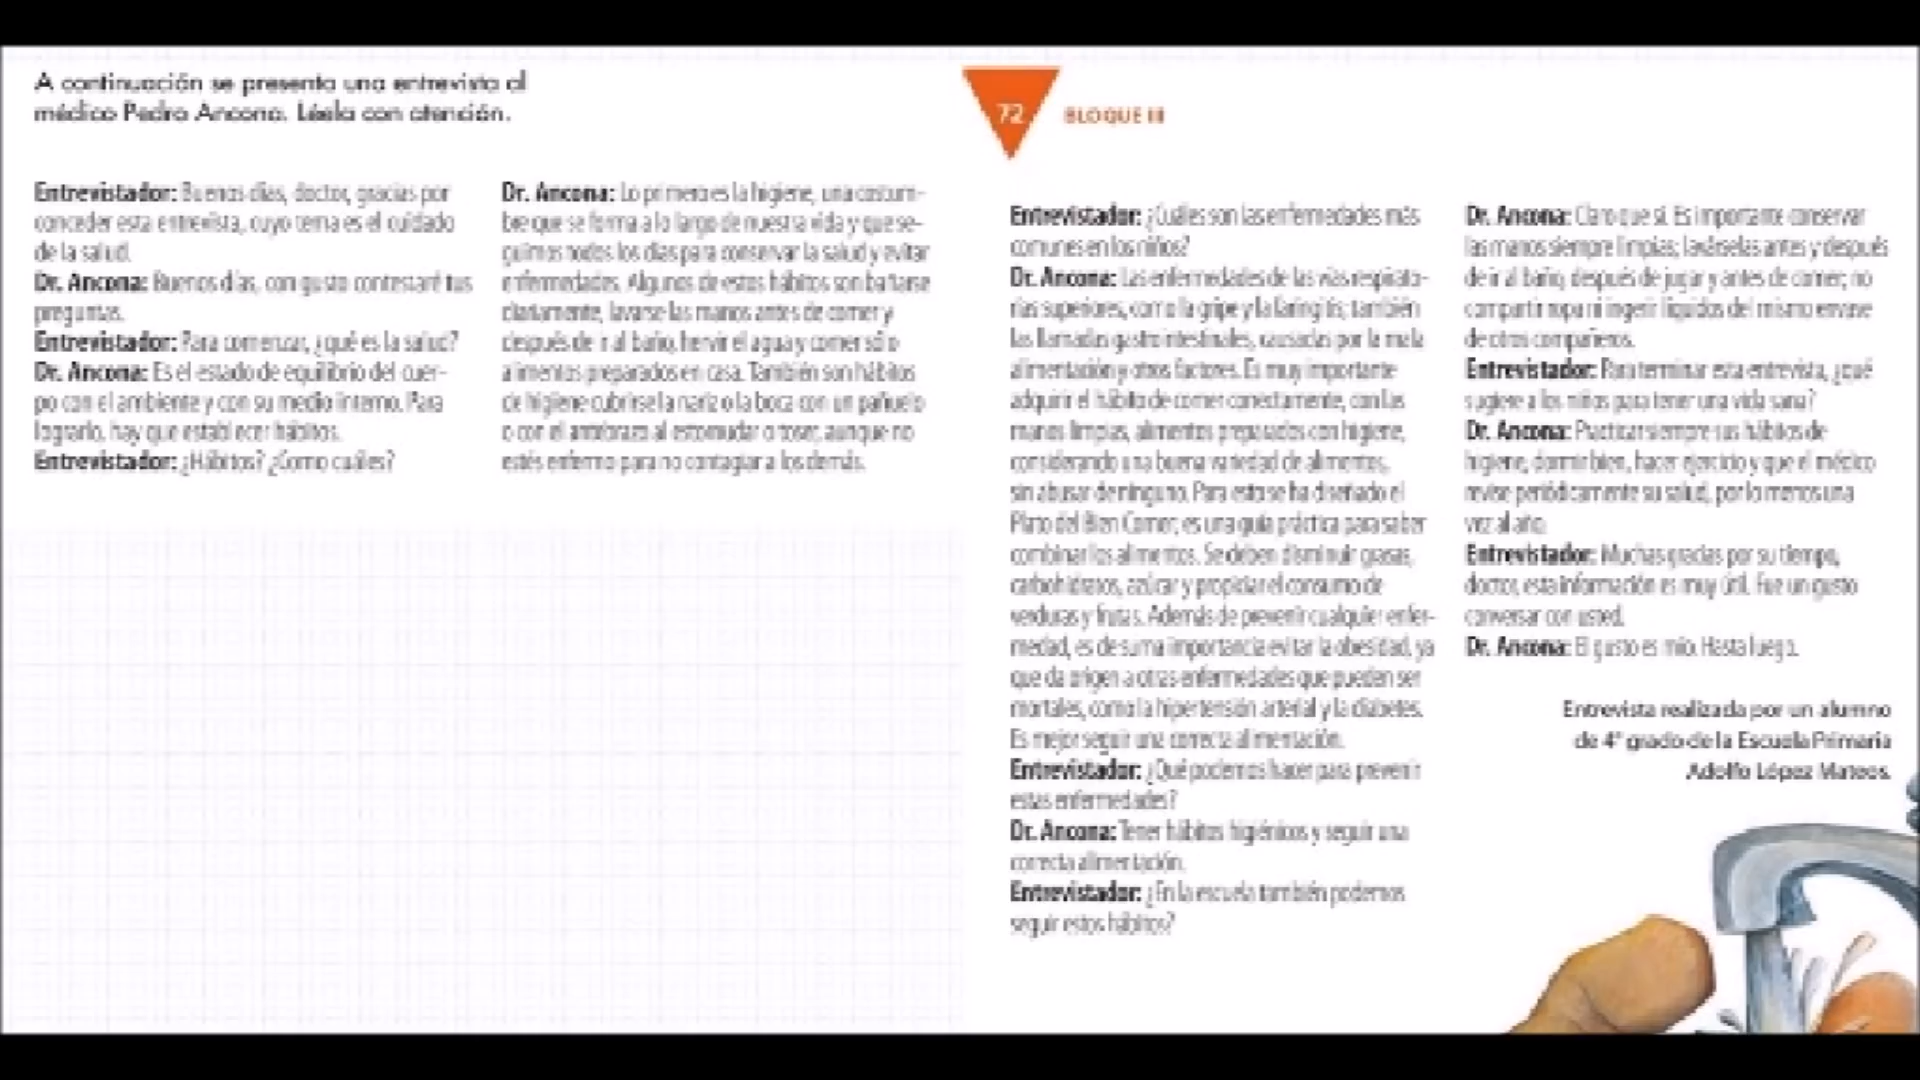 A continuación se presenta una entrevista al
médico Pedro Ancona. Léela con atención.
Entrevistador: Buenos días, doctor, gracias por
conceder esta entrevista, cuyo tema es el cuidado
de la salud.
Dr. Ancona: Buenos días, con gusto contestaré tus
preguntas.
Entrevistador: Para comenzar, ¿qué es la salud?
Dr. Ancona: Es el estado de equilibrio del cuer-
po con el ambiente y con su medio interno. Para
lograrlo, hay que establecer hábitos.
Entrevistador: ¿Hábitos? ¿Como cuáles?
Dr. Ancona: Lo primero es la higiene, una costum-
bre que se forma a lo largo de nuestra vida y que se-
guimos todos los días para conservar la salud y evitar
enfermedades. Algunos de estos hábitos son bañarse
diariamente, lavarse las manos antes de comer y
después de ir al baño, hervir el agua y comer sólo
alimentos preparados en casa. También son hábitos
de higiene cubrirse la nariz o la boca con un pañuelo
o con el antebrazo al estornudar o toser, aunque no
estés enfermo para no contagiar a los demás.
72
BLOQUE III
Entrevistador: ¿Cuáles son las enfermedades más
comunes en los niños?
Dr. Ancona: Las enfermedades de las vías respirato-
rias superiores, como la gripe y la faringitis; también
las llamadas gastrointestinales, causadas por la mala
alimentación y otros factores. Es muy importante
adquirir el hábito de comer correctamente, con las
manos limpias, alimentos preparados con higiene,
considerando una buena variedad de alimentos,
sin abusar de ninguno. Para esto se ha diseñado el
Plato del Bien Comer, es una guía práctica para saber
combinar los alimentos. Se deben disminuir grasas,
carbohidratos, azúcar y propiciar el consumo de
verduras y frutas. Además de prevenir cualquier enfer-
medad, es de suma importancia evitar la obesidad, ya
que da origen a otras enfermedades que pueden ser
mortales, como la hipertensión arterial y la diabetes.
Es mejor seguir una correcta alimentación.
Entrevistador: ¿Qué podemos hacer para prevenir
estas enfermedades?
Dr. Ancona: Tener hábitos higiénicos y seguir una
correcta alimentación.
Entrevistador: ¿En la escuela también podemos
seguir estos hábitos?
Dr. Ancona: Claro que sí. Es importante conservar
las manos siempre limpias; lavárselas antes y después
de ir al baño, después de jugar y antes de comer; no
compartir ropa ni ingerir líquidos del mismo envase
de otros compañeros.
Entrevistador: Para terminar esta entrevista, ¿qué
sugiere a los niños para tener una vida sana?
Dr. Ancona: Practicar siempre sus hábitos de
higiene, dormir bien, hacer ejercicio y que el médico
revise periódicamente su salud, por lo menos una
vez al año.
Entrevistador: Muchas gracias por su tiempo,
doctor, esta información es muy útil. Fue un gusto
conversar con usted.
Dr. Ancona: El gusto es mío. Hasta luego.
Entrevista realizada por un alumno
de 4° grado de la Escuela Primaria
Adolfo López Mateos.